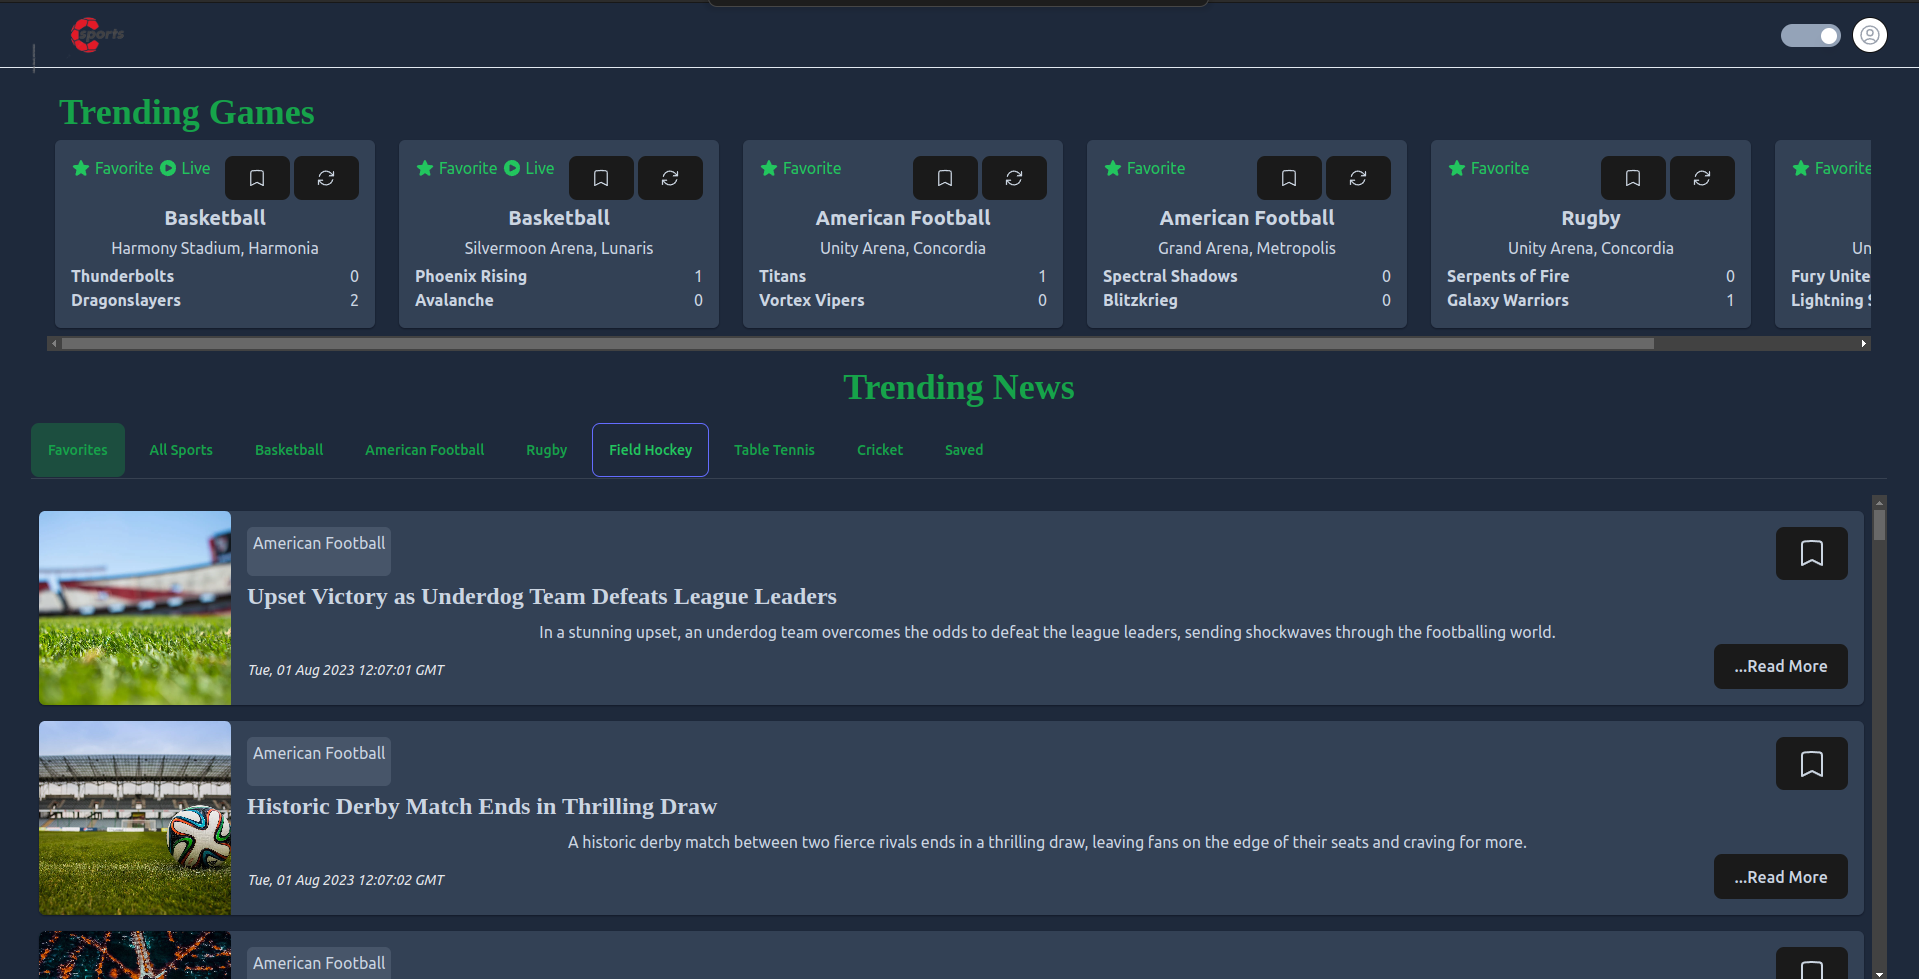 sports
Trending Games
Favorite Live
Basketball
Harmony Stadium, Harmonia
Thunderbolts 0
Dragonslayers 2
Favorite Live
Basketball
Silvermoon Arena, Lunaris
Phoenix Rising 1
Avalanche 0
Favorite
American Football
Unity Arena, Concordia
Titans 1
Vortex Vipers 0
Favorite
American Football
Grand Arena, Metropolis
Spectral Shadows 0
Blitzkrieg 0
Favorite
Rugby
Unity Arena, Concordia
Serpents of Fire 0
Galaxy Warriors 1
Favorite
Un
Fury Unite
Lightning S
Trending News
Favorites All Sports Basketball American Football Rugby Field Hockey Table Tennis Cricket Saved
American Football
Upset Victory as Underdog Team Defeats League Leaders
In a stunning upset, an underdog team overcomes the odds to defeat the league leaders, sending shockwaves through the footballing world.
Tue, 01 Aug 2023 12:07:01 GMT
...Read More
American Football
Historic Derby Match Ends in Thrilling Draw
A historic derby match between two fierce rivals ends in a thrilling draw, leaving fans on the edge of their seats and craving for more.
Tue, 01 Aug 2023 12:07:02 GMT
...Read More
American Football